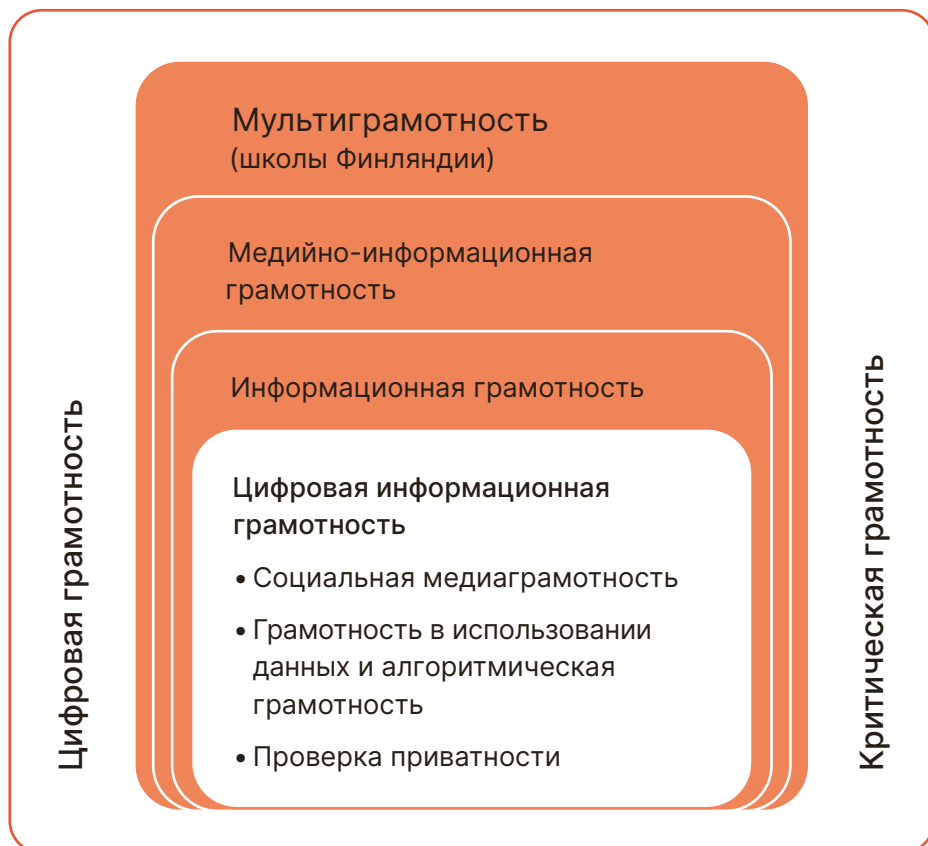 Мультиграмотность
(школы Финляндии)
Медийно-информационная
грамотность
Информационная грамотность
Цифровая информационная
грамотность
• Социальная медиаграмотность
• Грамотность в использовании
данных и алгоритмическая
грамотность
• Проверка приватности
Цифровая грамотность
Критическая грамотность